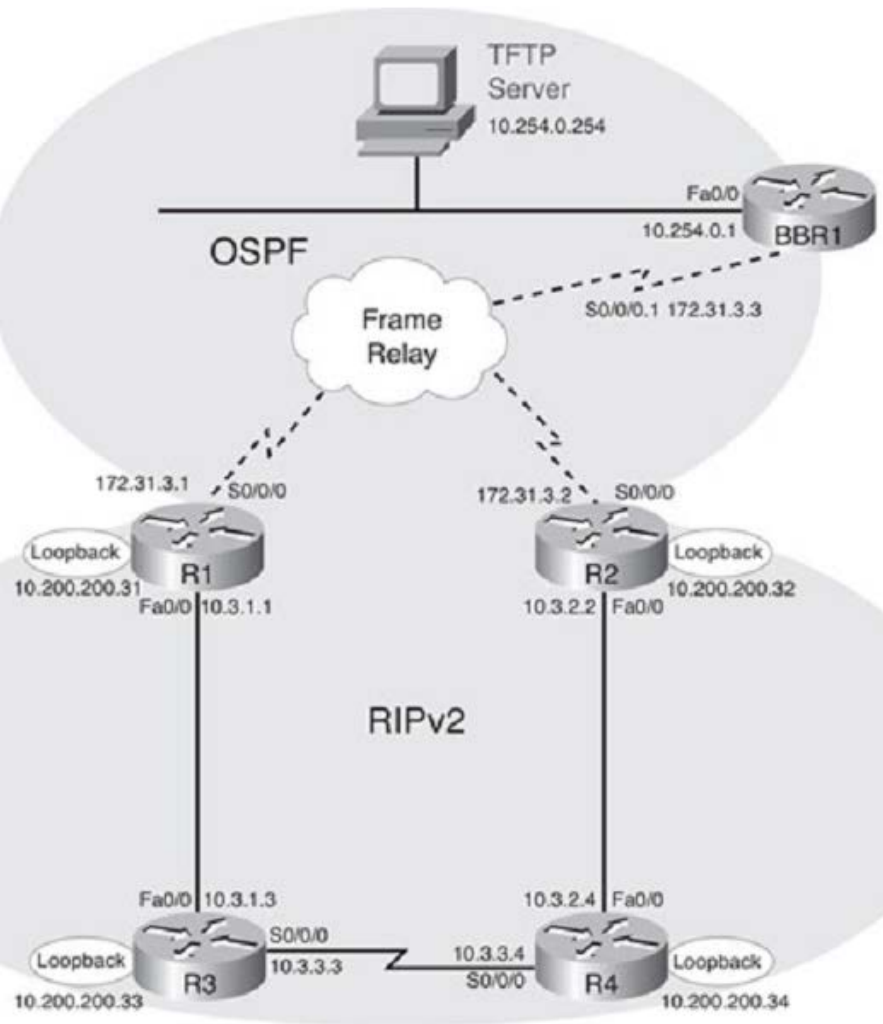 TFTP
Server
10.254.0.254
Fa0/0
10.254.0.1
BBR1
OSPF
Frame
Relay
S0/0/0.1 172.31.3.3
172.31.3.1
S0/0/0
172.31.3.2
S0/0/0
Loopback
R1
R2
Loopback
10.200.200.31
Fa0/0 10.3.1.1
10.3.2.2 Fa0/0
10.200.200.32
RIPv2
Fa0/0 10.3.1.3
10.3.2.4 Fa0/0
S0/0/0
10.3.3.3
10.3.3.4
S0/0/0
Loopback
R3
R4
Loopback
10.200.200.33
10.200.200.34